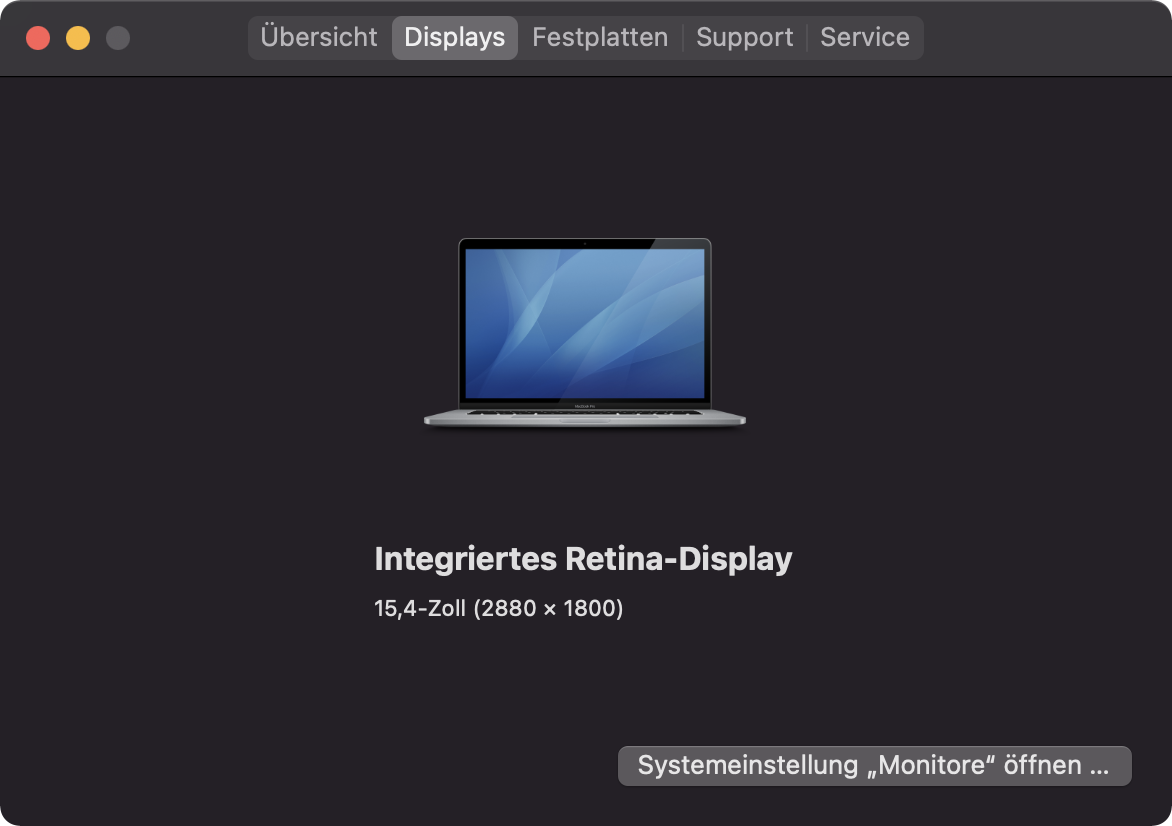 Übersicht Displays Festplatten Support Service
Integriertes Retina-Display
15,4-Zoll (2880 × 1800)
Systemeinstellung „Monitore“ öffnen ...